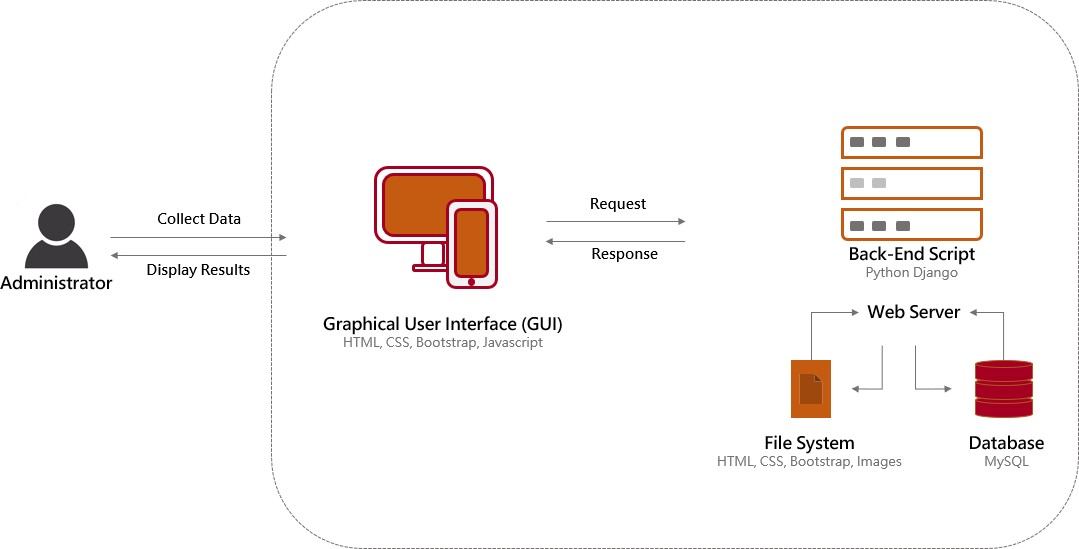 Collect Data
Display Results
Administrator
Graphical User Interface (GUI)
HTML, CSS, Bootstrap, Javascript
Request
Response
Back-End Script
Python Django
Web Server
File System
HTML, CSS, Bootstrap, Images
Database
MySQL